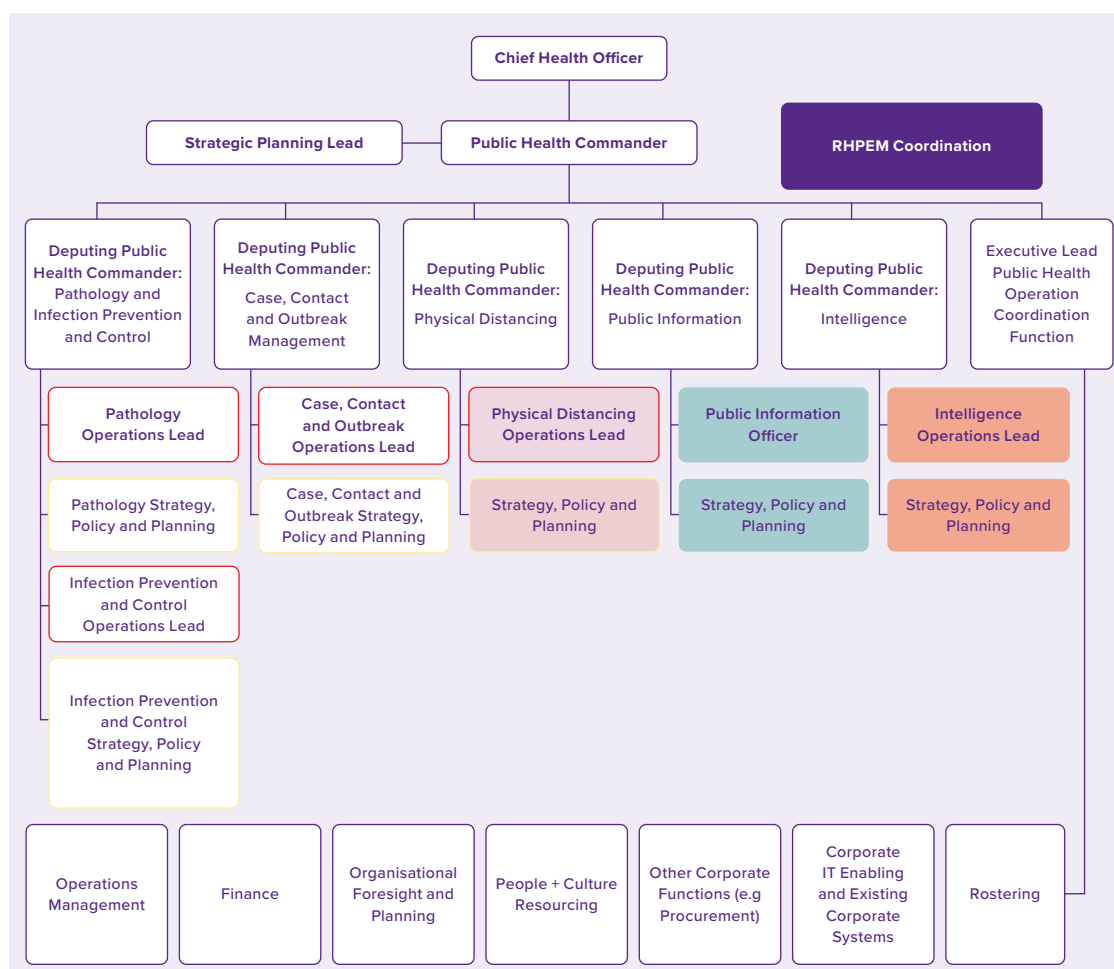 Chief Health Officer
Strategic Planning Lead
Public Health Commander
RHPEM Coordination
Deputing Public
Health Commander:
Pathology and
Infection Prevention
and Control
Deputing Public
Health Commander:
Case, Contact
and Outbreak
Management
Deputing Public
Health Commander:
Physical Distancing
Deputing Public
Health Commander:
Public Information
Deputing Public
Health Commander:
Intelligence
Executive Lead
Public Health
Operation
Coordination
Function
Pathology
Operations Lead
Case, Contact
and Outbreak
Operations Lead
Physical Distancing
Operations Lead
Public Information
Officer
Intelligence
Operations Lead
Pathology Strategy,
Policy and Planning
Case, Contact and
Outbreak Strategy,
Policy and Planning
Strategy, Policy and
Planning
Strategy, Policy and
Planning
Strategy, Policy and
Planning
Infection Prevention
and Control
Operations Lead
Infection Prevention
and Control
Strategy, Policy
and Planning
Operations
Management
Finance
Organisational
Foresight and
Planning
People + Culture
Resourcing
Other Corporate
Functions (e.g
Procurement)
Corporate
IT Enabling
and Existing
Corporate
Systems
Rostering